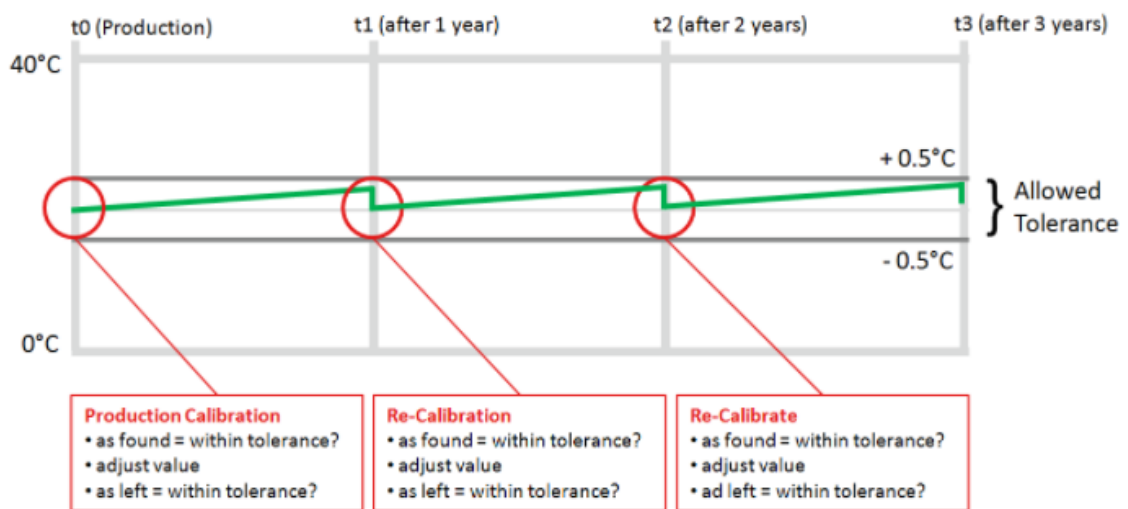 t0 (Production)
t1 (after 1 year)
t2 (after 2 years)
t3 (after 3 years)
40°C
+ 0.5°C
Allowed
Tolerance
- 0.5°C
0°C
Production Calibration
• as found = within tolerance?
• adjust value
• as left = within tolerance?
Re-Calibration
• as found = within tolerance?
• adjust value
• as left = within tolerance?
Re-Calibrate
• as found = within tolerance?
• adjust value
• ad left = within tolerance?